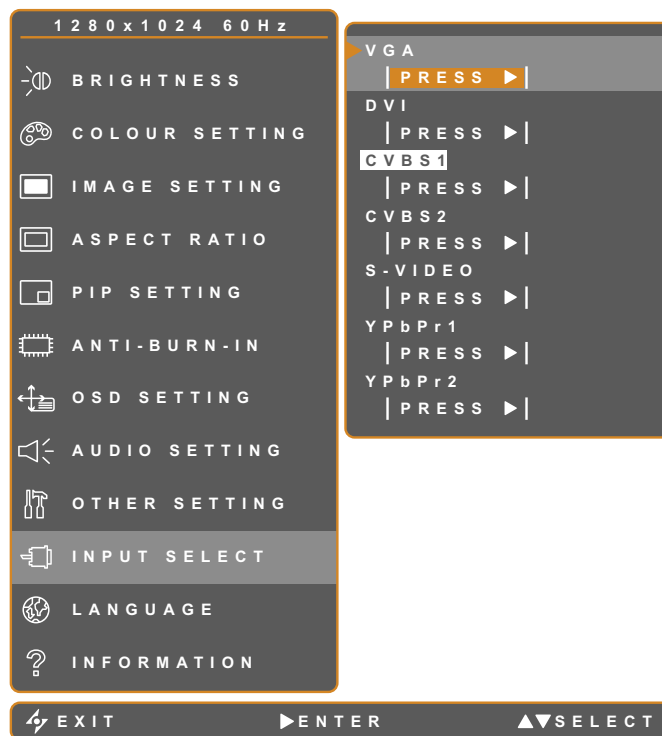 1280x1024 60Hz
BRIGHTNESS
COLOUR SETTING
IMAGE SETTING
ASPECT RATIO
PIP SETTING
ANTI-BURN-IN
OSD SETTING
AUDIO SETTING
OTHER SETTING
INPUT SELECT
LANGUAGE
INFORMATION
VGA
PRESS
DVI
PRESS
CVBS1
PRESS
CVBS2
PRESS
S-VIDEO
PRESS
YPbPr1
PRESS
YPbPr2
PRESS
EXIT ENTER SELECT